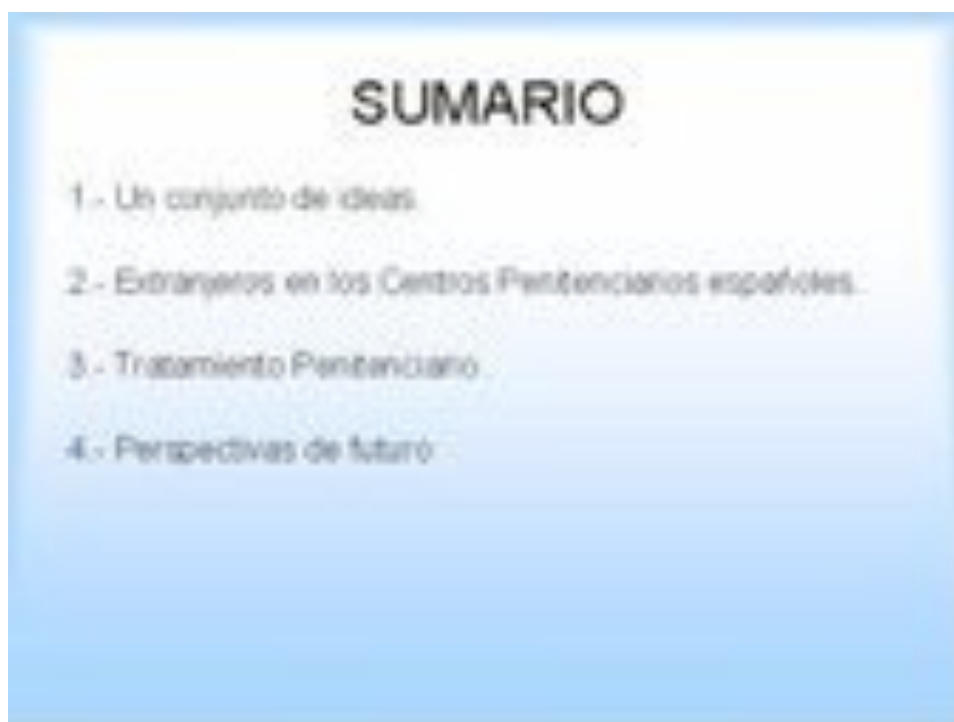 SUMARIO
1.- Un conjunto de ideas.
2.- Extranjeros en los Centros Penitenciarios españoles.
3.- Tratamiento Penitenciario
4.- Perspectivas de futuro